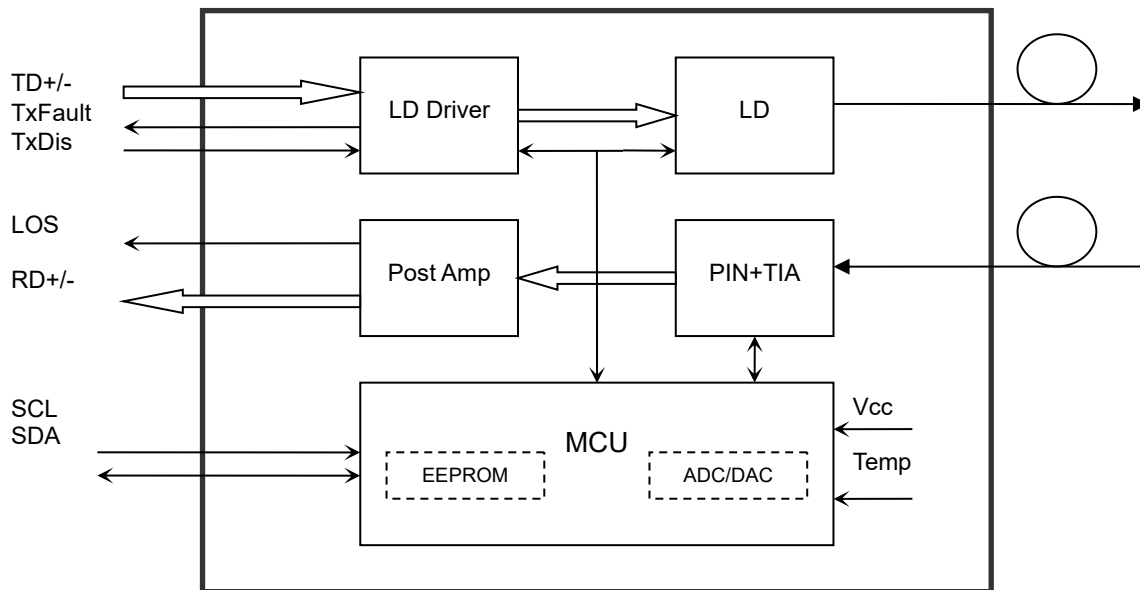 TD+/-
TxFault
TxDis
LD Driver
LD
LOS
RD+/-
Post Amp
PIN+TIA
SCL
SDA
MCU
EEPROM
ADC/DAC
Vcc
Temp